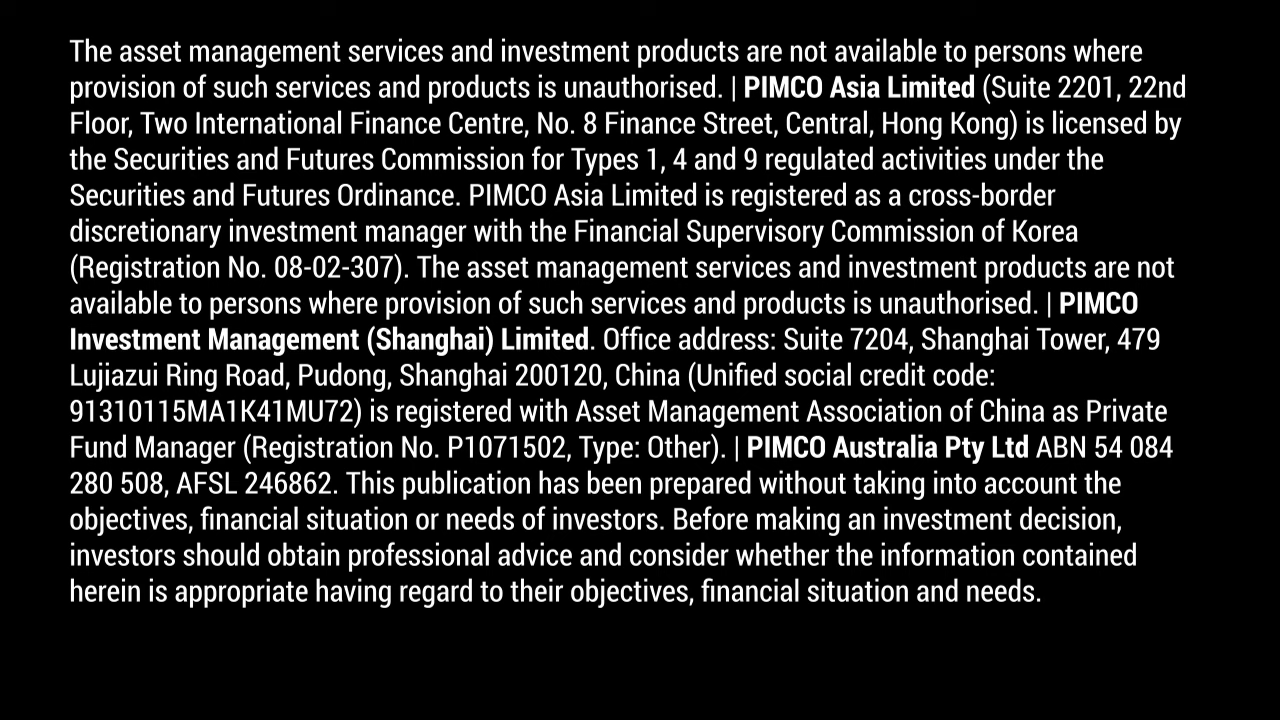 The asset management services and investment products are not available to persons where
provision of such services and products is unauthorised. | PIMCO Asia Limited (Suite 2201, 22nd
Floor, Two International Finance Centre, No. 8 Finance Street, Central, Hong Kong) is licensed by
the Securities and Futures Commission for Types 1, 4 and 9 regulated activities under the
Securities and Futures Ordinance. PIMCO Asia Limited is registered as a cross-border
discretionary investment manager with the Financial Supervisory Commission of Korea
(Registration No. 08-02-307). The asset management services and investment products are not
available to persons where provision of such services and products is unauthorised. | PIMCO
Investment Management (Shanghai) Limited. Office address: Suite 7204, Shanghai Tower, 479
Lujiazui Ring Road, Pudong, Shanghai 200120, China (Unified social credit code:
91310115MA1K41MU72) is registered with Asset Management Association of China as Private
Fund Manager (Registration No. P1071502, Type: Other). | PIMCO Australia Pty Ltd ABN 54 084
280 508, AFSL 246862. This publication has been prepared without taking into account the
objectives, financial situation or needs of investors. Before making an investment decision,
investors should obtain professional advice and consider whether the information contained
herein is appropriate having regard to their objectives, financial situation and needs.